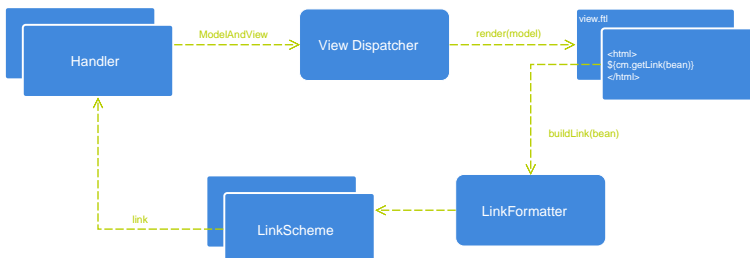 view.ftl
ModelAndView
render(model)
View Dispatcher
Handler
<html>
${cm.getLink(bean)}
</html>
buildLink(bean)
LinkFormatter
link
LinkScheme